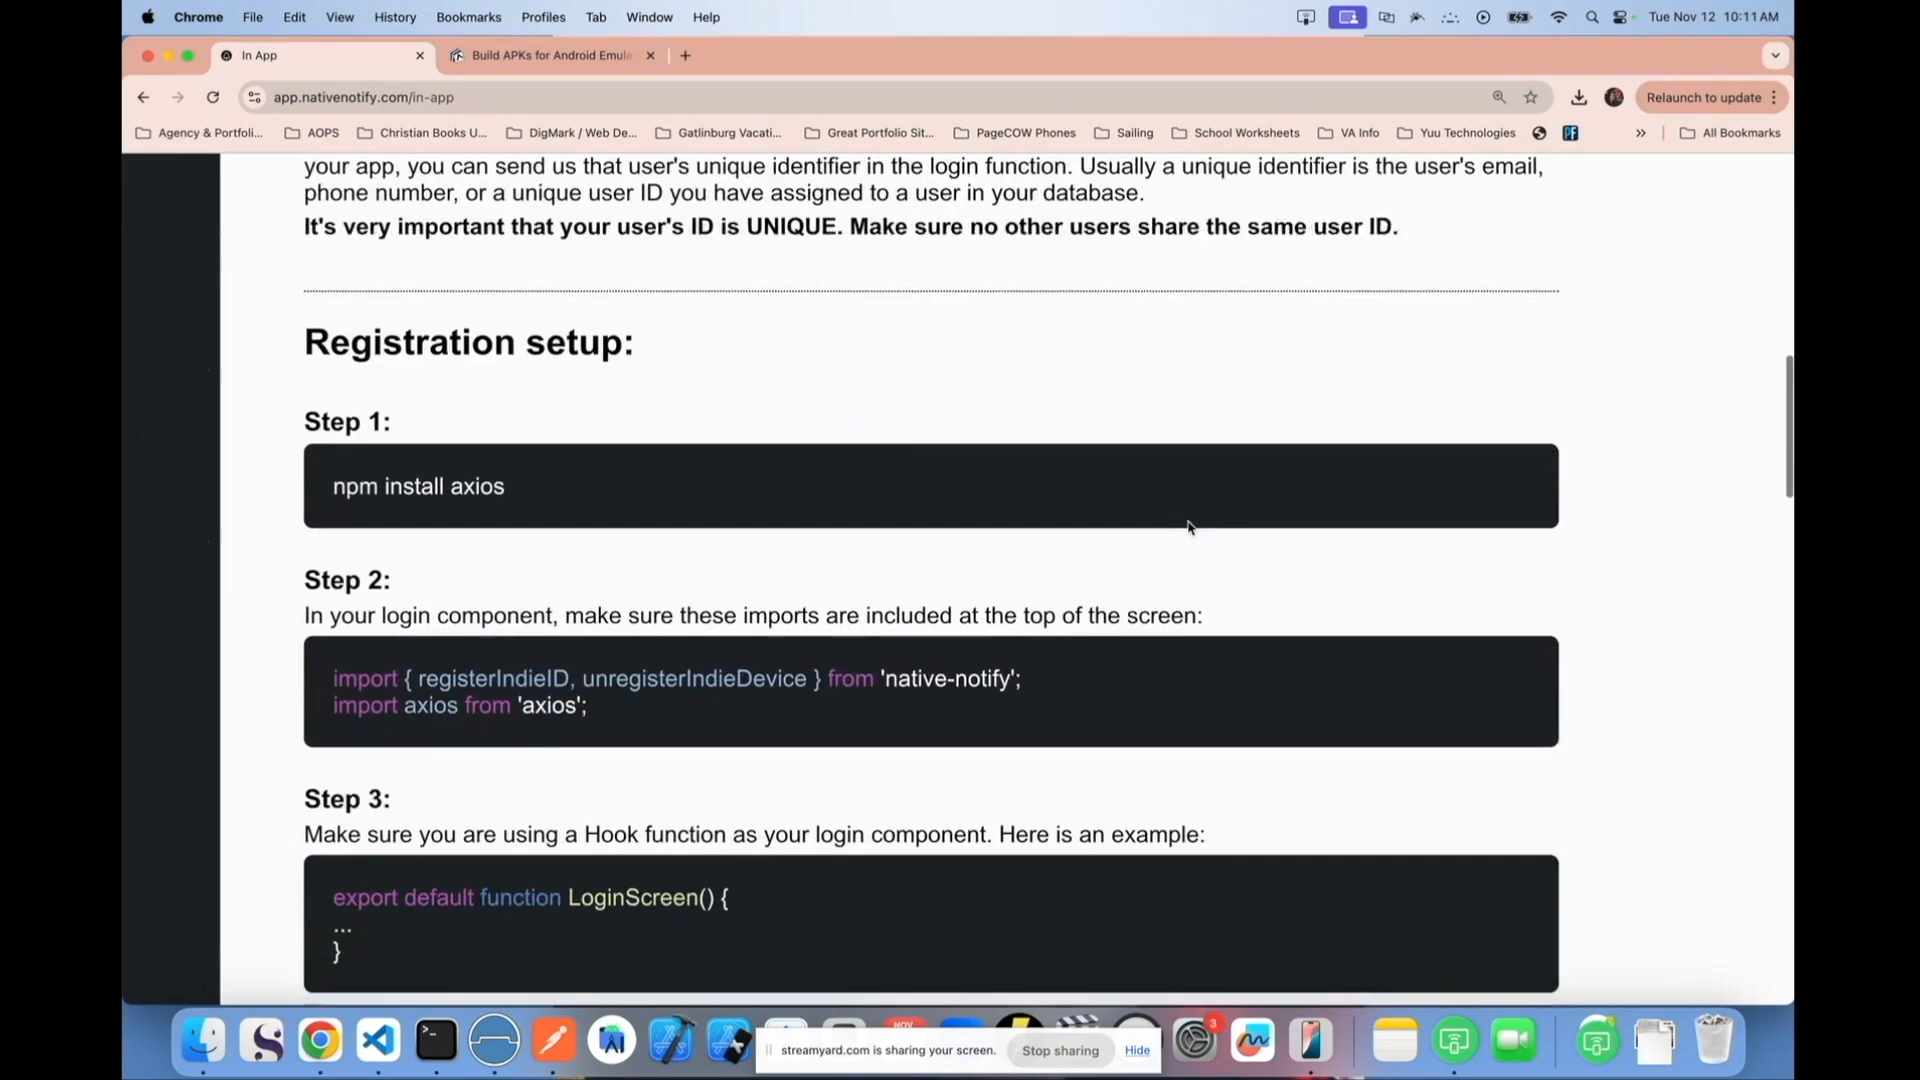 Chrome File Edit View History Bookmarks Profiles Tab Window Help Tue Nov 12 10:11 AM
In App Build APKs for Android Emula
app.nativenotify.com/in-app Relaunch to update
Agency & Portfoli... AOPS Christian Books U... DigMark / Web De... Gatlinburg Vacati... Great Portfolio Sit... PageCOW Phones Sailing School Worksheets VA Info Yuu Technologies PF » All Bookmarks
your app, you can send us that user's unique identifier in the login function. Usually a unique identifier is the user's email,
phone number, or a unique user ID you have assigned to a user in your database.
It's very important that your user's ID is UNIQUE. Make sure no other users share the same user ID.
Registration setup:
Step 1:
npm install axios
Step 2:
In your login component, make sure these imports are included at the top of the screen:
import { registerIndieID, unregisterIndieDevice } from 'native-notify';
import axios from 'axios';
Step 3:
Make sure you are using a Hook function as your login component. Here is an example:
export default function LoginScreen() {
...
}
NOV 3
streamyard.com is sharing your screen. Stop sharing Hide